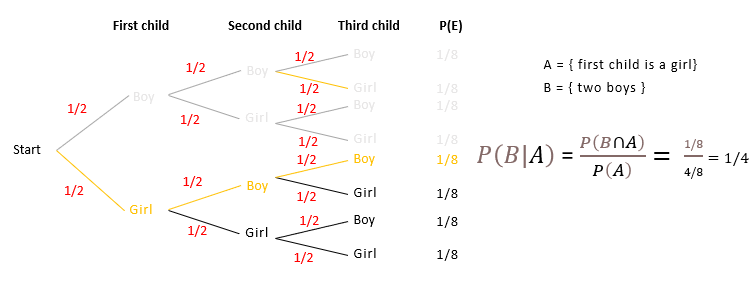 First child Second child Third child P(E)
1/2 Boy 1/8
1/2 Boy
1/2 Girl 1/8
1/2 Boy
1/2 Boy 1/8
1/2 Girl
1/2 Girl 1/8
Start
1/2 Boy 1/8
1/2 Boy
1/2 Girl 1/8
1/2 Girl
1/2 Boy 1/8
1/2 Girl
1/2 Girl 1/8
A = { first child is a girl}
B = { two boys }
P(B|A) = P(B∩A) / P(A) = 1/8 / 4/8 = 1/4